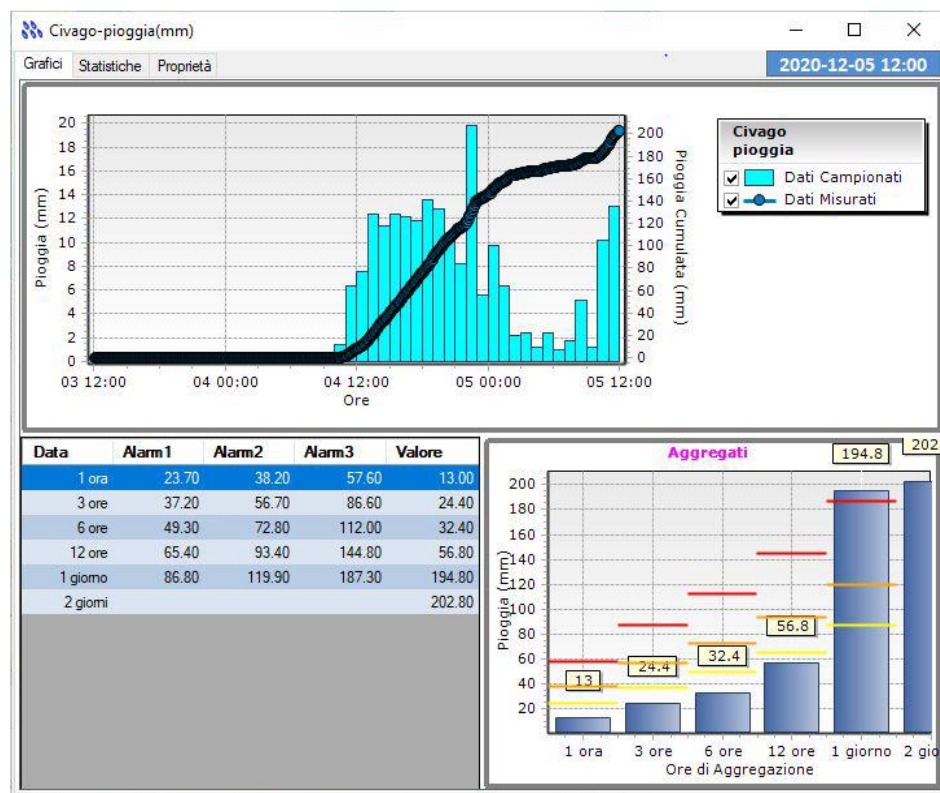 Civago-pioggia(mm)
Grafici Statistiche Proprietà 2020-12-05 12:00
20
18
16
14
12
10
8
6
4
2
0
Pioggia (mm)
200
180
160
140
120
100
80
60
40
20
0
Pioggia Cumulata (mm)
03 12:00 04 00:00 04 12:00 05 00:00 05 12:00
Ore
Civago
pioggia
Dati Campionati
Dati Misurati
Data Alarm1 Alarm2 Alarm3 Valore
1 ora 23.70 38.20 57.60 13.00
3 ore 37.20 56.70 86.60 24.40
6 ore 49.30 72.80 112.00 32.40
12 ore 65.40 93.40 144.80 56.80
1 giorno 86.80 119.90 187.30 194.80
2 giorni 202.80
Aggregati
194.8 202
200
180
160
140
120
100
80
60
40
20
Pioggia (mm)
13 24.4 32.4 56.8
1 ora 3 ore 6 ore 12 ore 1 giorno 2 gio
Ore di Aggregazione